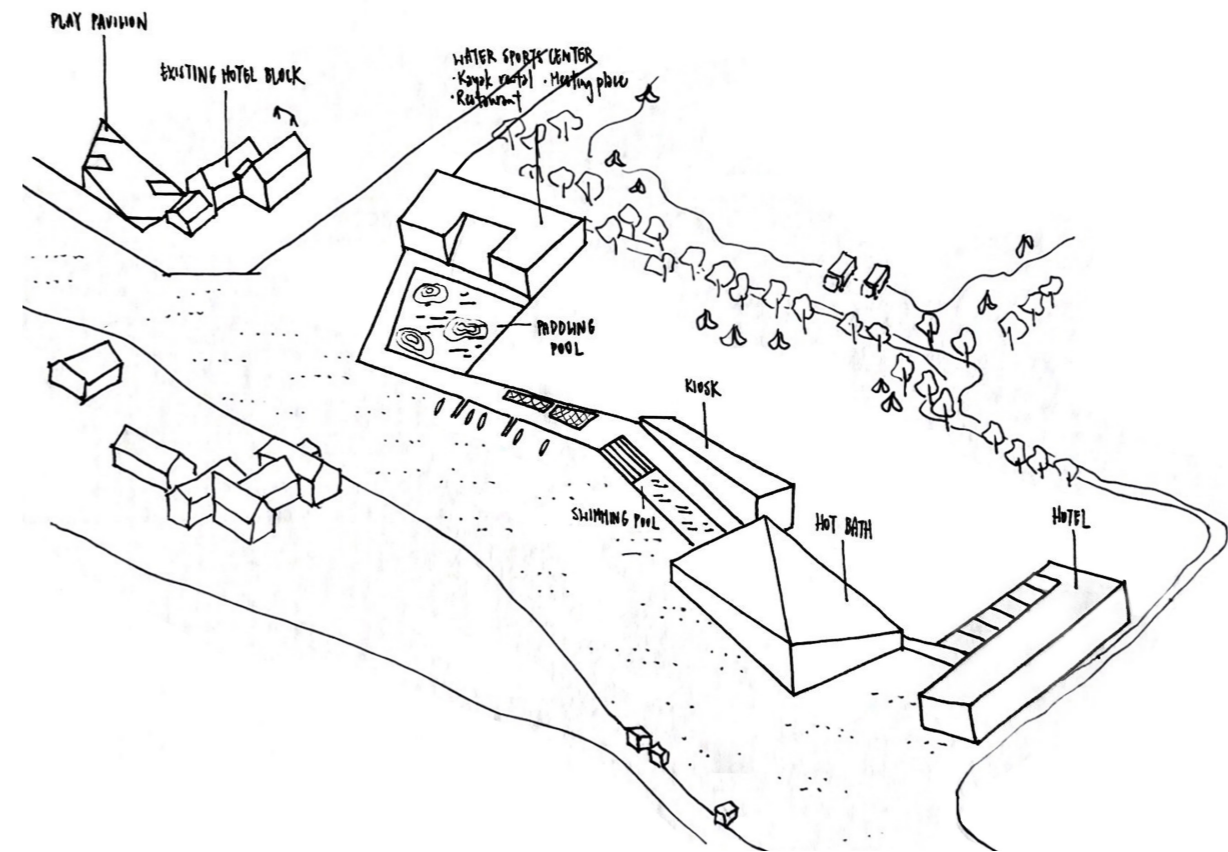 PLAY PAVILION
EXISTING HOTEL BLOCK
WATER SPORTS CENTER
· Kayak rental · Meeting place
· Restaurant
PADDLING
POOL
KIOSK
SWIMMING POOL
HOT BATH
HOTEL